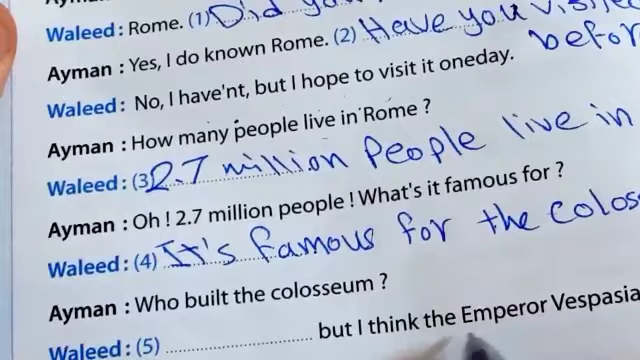 Ayman
Waleed: Rome. (1) Did you
Ayman : Yes, I do known Rome. (2) Have you visited
Waleed: No, I have'nt, but I hope to visit it oneday. before
Ayman : How many people live in Rome ?
Waleed: (3) 2.7 million People live in
Ayman : Oh ! 2.7 million people ! What's it famous for ?
Waleed: (4) It's famous for the colos
Ayman : Who built the colosseum ?
Waleed: (5) ............................ but I think the Emperor Vespasia